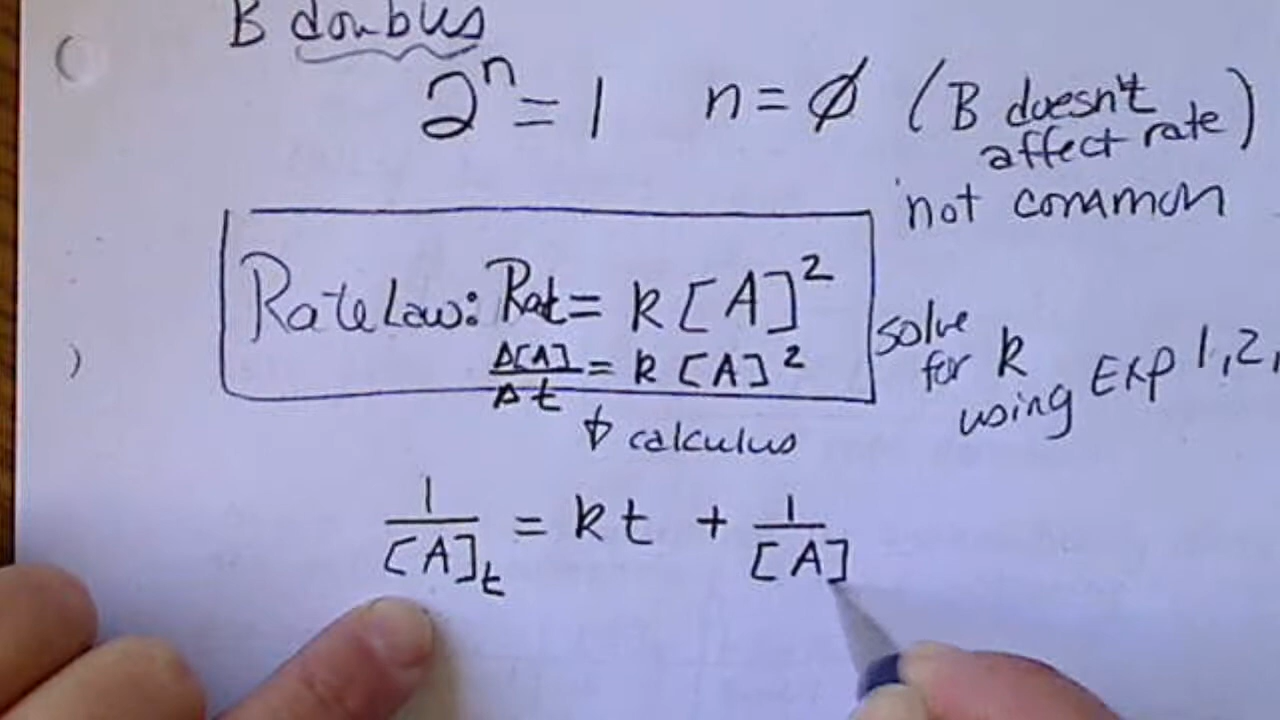 B doubles
2ⁿ = 1 n = ∅ (B doesn't affect rate)
not common
Rate Law: Rat = k [A]²
Δ[A]/Δt = k [A]²
solve for k using Exp 1,2,
calculus
1/[A]ₜ = kt + 1/[A]